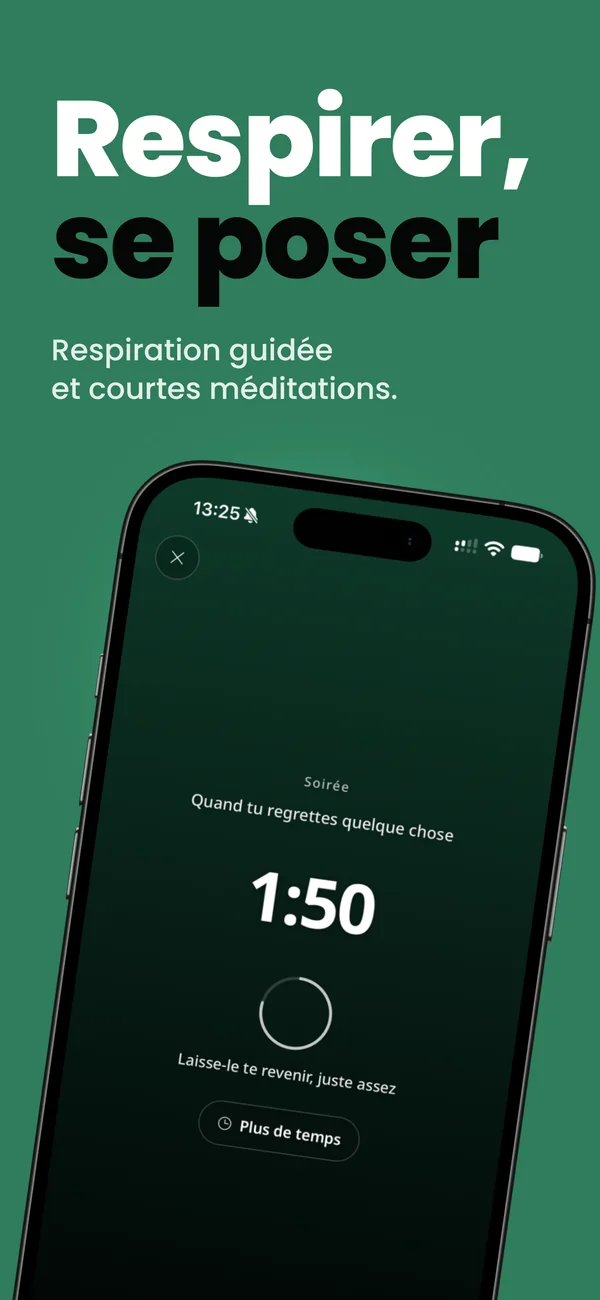 Respirer,
se poser
Respiration guidée
et courtes méditations.
13:25
Soirée
Quand tu regrettes quelque chose
1:50
Laisse-le te revenir, juste assez
Plus de temps